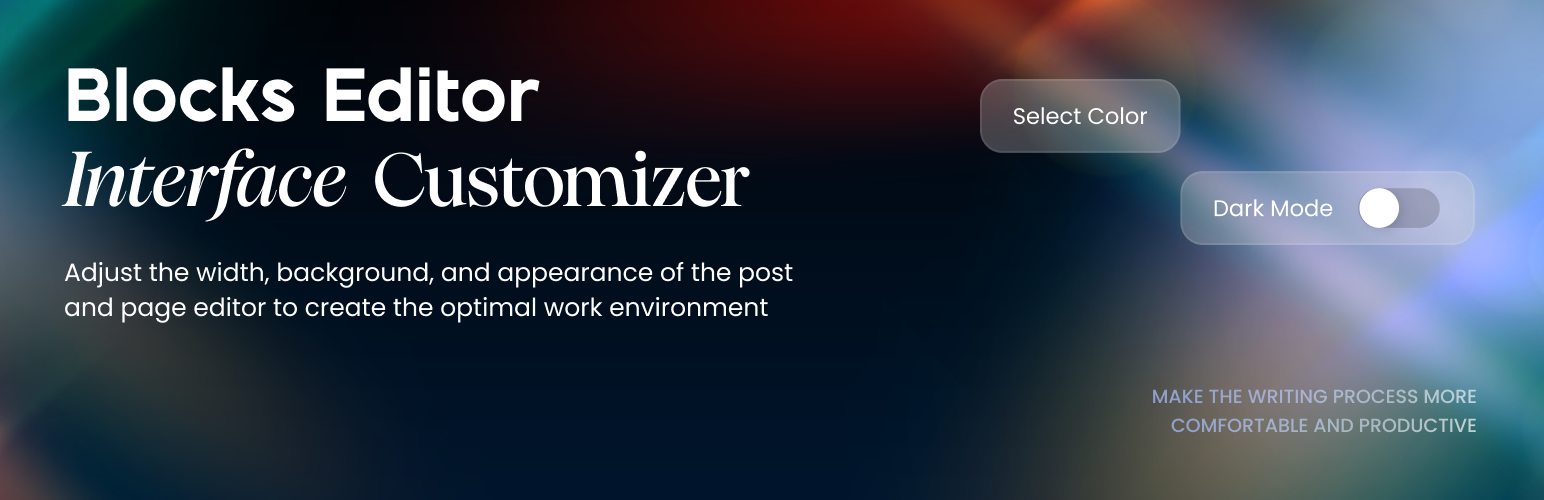 Blocks Editor
Interface Customizer
Adjust the width, background, and appearance of the post
and page editor to create the optimal work environment
Select Color
Dark Mode
MAKE THE WRITING PROCESS MORE
COMFORTABLE AND PRODUCTIVE